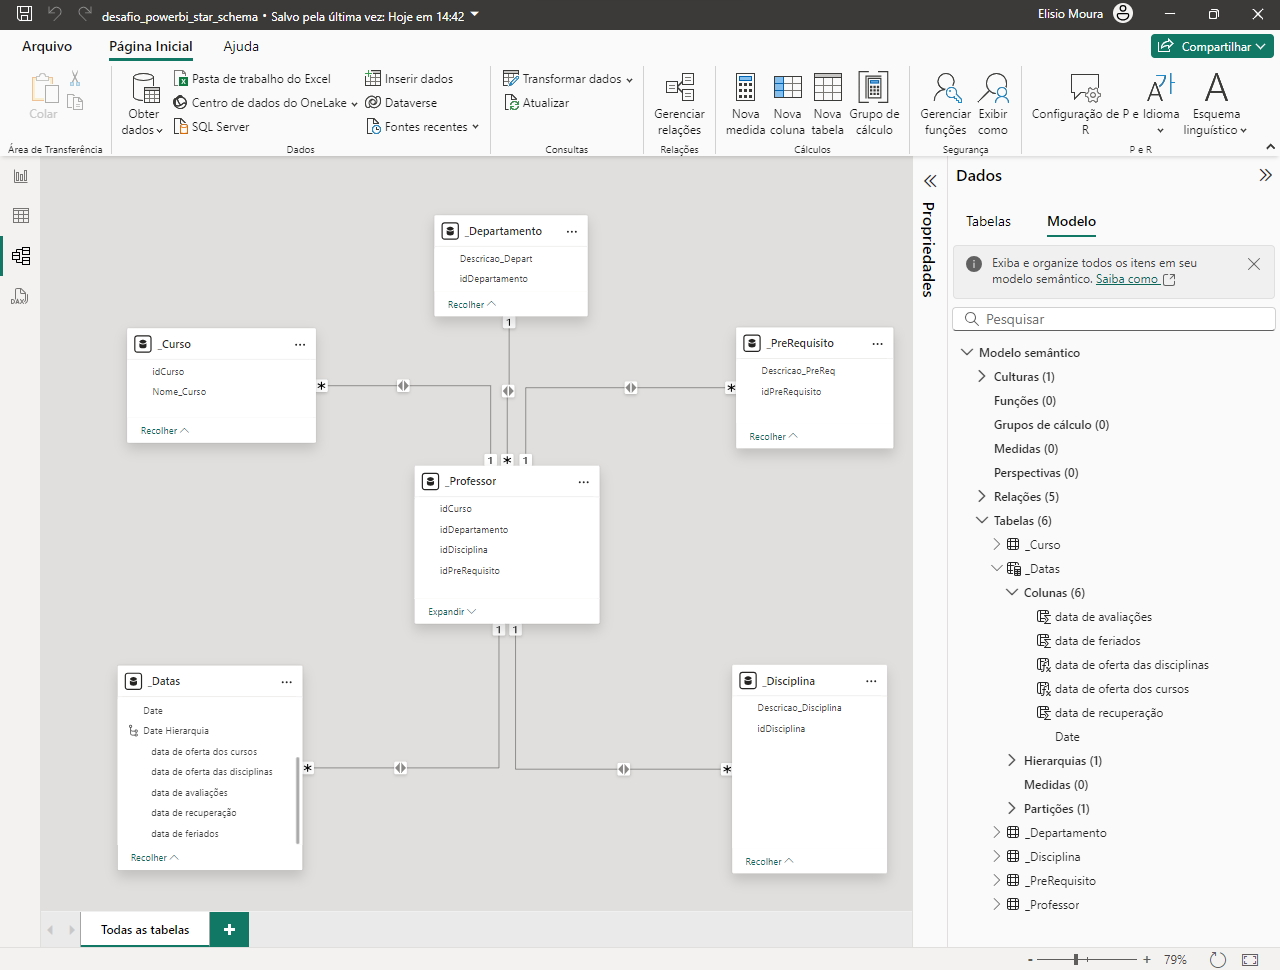 desafio_powerbi_star_schema • Salvo pela última vez: Hoje em 14:42
Elisio Moura
Arquivo
Página Inicial
Ajuda
Compartilhar
Colar
Área de Transferência
Obter dados
Pasta de trabalho do Excel
Centro de dados do OneLake
SQL Server
Inserir dados
Dataverse
Fontes recentes
Dados
Transformar dados
Atualizar
Consultas
Gerenciar relações
Relações
Nova medida
Nova coluna
Nova tabela
Grupo de cálculo
Cálculos
Gerenciar funções
Exibir como
Segurança
Configuração de P e R
Idioma
Esquema linguístico
P e R
DAX
_Departamento
Descricao_Depart
idDepartamento
Recolher
1
_Curso
idCurso
Nome_Curso
Recolher
*
_PreRequisito
Descricao_PreReq
idPreRequisito
Recolher
*
1 * 1
_Professor
idCurso
idDepartamento
idDisciplina
idPreRequisito
Expandir
1 1
_Datas
Date
Date Hierarquia
data de oferta dos cursos
data de oferta das disciplinas
data de avaliações
data de recuperação
data de feriados
Recolher
*
_Disciplina
Descricao_Disciplina
idDisciplina
Recolher
*
Todas as tabelas
+
Propriedades
Dados
Tabelas
Modelo
Exiba e organize todos os itens em seu
modelo semântico. Saiba como
Pesquisar
Modelo semântico
Culturas (1)
Funções (0)
Grupos de cálculo (0)
Medidas (0)
Perspectivas (0)
Relações (5)
Tabelas (6)
_Curso
_Datas
Colunas (6)
data de avaliações
data de feriados
data de oferta das disciplinas
data de oferta dos cursos
data de recuperação
Date
Hierarquias (1)
Medidas (0)
Partições (1)
_Departamento
_Disciplina
_PreRequisito
_Professor
- + 79%